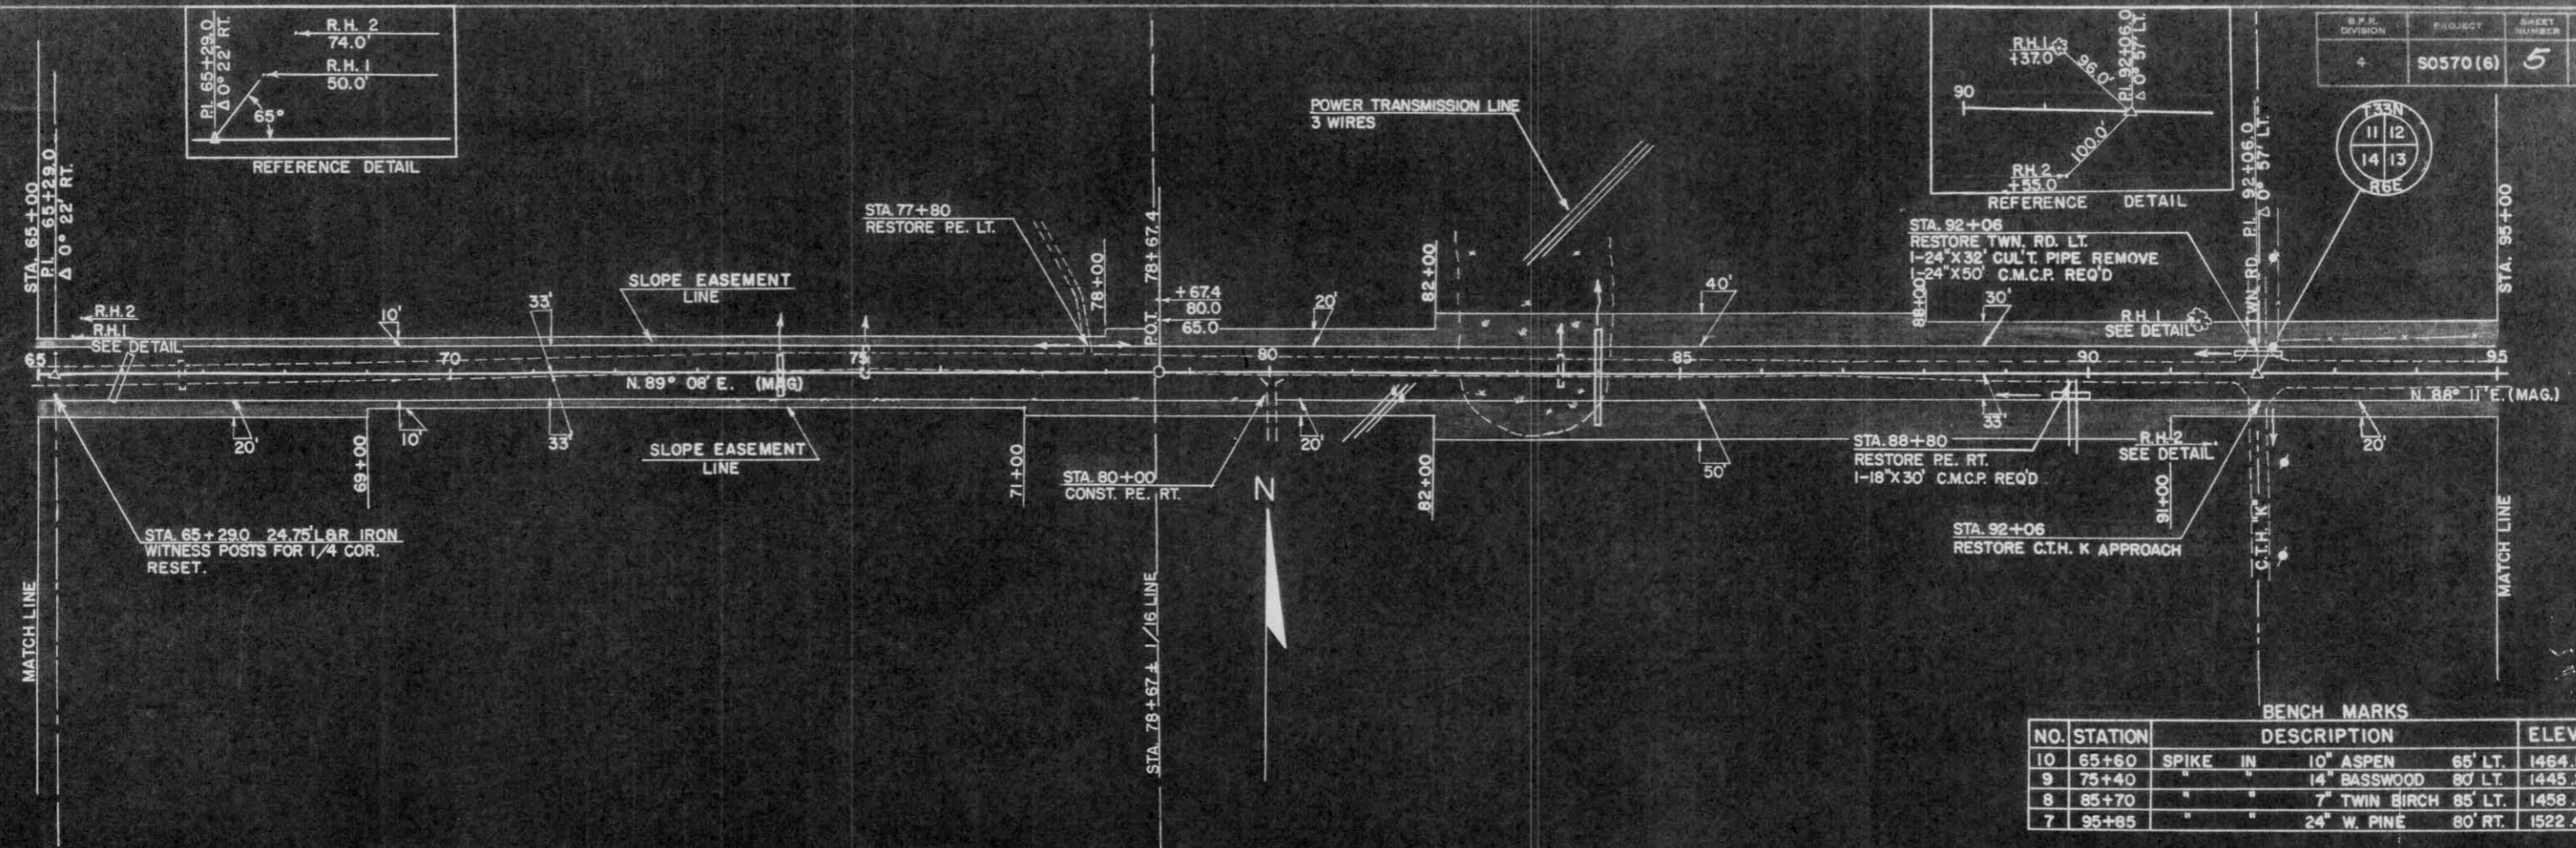 P.I. 65+29.0
Δ 0° 22' RT.
R.H. 2
74.0'
R.H. 1
50.0'
65°
REFERENCE DETAIL
STA. 65+00
P.I. 65+29.0
Δ 0° 22' RT.
R.H. 2
R.H. 1
SEE DETAIL
65
10'
33'
SLOPE EASEMENT
LINE
70
75
N. 89° 08' E. (MAG)
20'
69+00
10'
33'
SLOPE EASEMENT
LINE
STA. 65+29.0 24.75' L&R IRON
WITNESS POSTS FOR 1/4 COR.
RESET.
MATCH LINE
STA. 77+80
RESTORE P.E. LT.
78+00
P.O.T. 78+67.4
+67.4
80.0
65.0
20'
80
71+00
STA. 80+00
CONST. P.E. RT.
20'
N
STA. 78+67 ± 1/16 LINE
POWER TRANSMISSION LINE
3 WIRES
82+00
82+00
40'
85
50'
88+00
30'
90
R.H. 1
+37.0
96.0'
P.I. 92+06.0
Δ 0° 57' LT.
90
100.0'
R.H. 2
+55.0
REFERENCE DETAIL
STA. 92+06
RESTORE TWN. RD. LT.
1-24"X32' CUL'T. PIPE REMOVE
1-24"X50' C.M.C.P. REQ'D
R.H. 1
SEE DETAIL
TWN. RD. P.I. 92+06.0
Δ 0° 57' LT.
33'
STA. 88+80
RESTORE P.E. RT.
1-18"X30' C.M.C.P. REQ'D
R.H. 2
SEE DETAIL
91+00
STA. 92+06
RESTORE C.T.H. K APPROACH
C.T.H. "K"
20'
N. 88° 11' E. (MAG.)
95
STA. 95+00
MATCH LINE
B.P.R. DIVISION PROJECT SHEET NUMBER
4 S0570(6) 5
T33N
11 12
14 13
R6E
BENCH MARKS
NO. STATION DESCRIPTION ELEV
10 65+60 SPIKE IN 10" ASPEN 65' LT. 1464.
9 75+40 " " 14" BASSWOOD 80' LT. 1445.
8 85+70 " " 7" TWIN BIRCH 85' LT. 1458.
7 95+85 " " 24" W. PINE 80' RT. 1522.